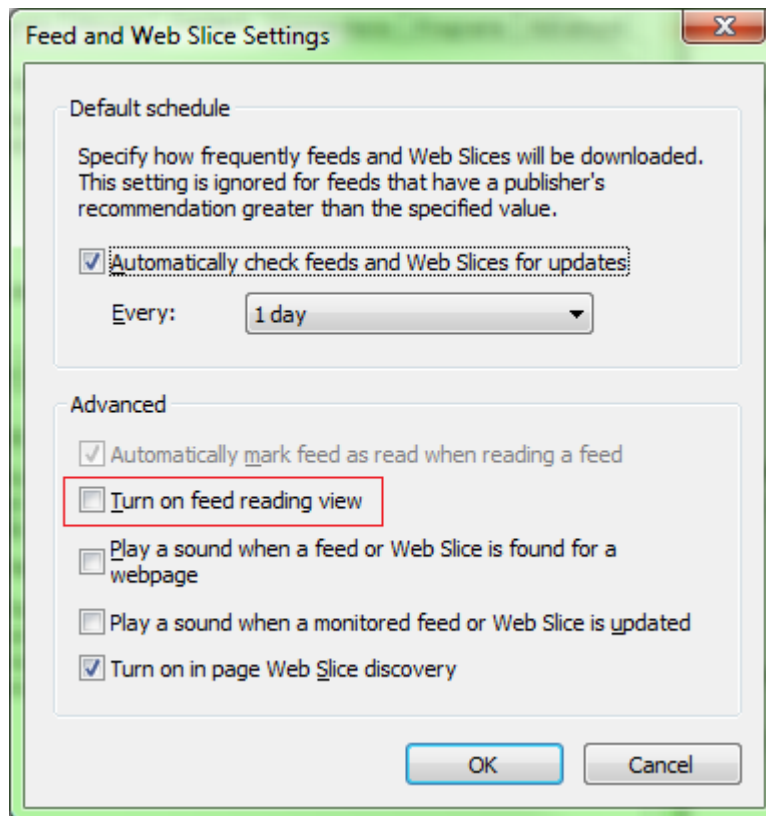 Feed and Web Slice Settings
Default schedule
Specify how frequently feeds and Web Slices will be downloaded.
This setting is ignored for feeds that have a publisher's
recommendation greater than the specified value.
Automatically check feeds and Web Slices for updates
Every: 1 day
Advanced
Automatically mark feed as read when reading a feed
Turn on feed reading view
Play a sound when a feed or Web Slice is found for a
webpage
Play a sound when a monitored feed or Web Slice is updated
Turn on in page Web Slice discovery
OK Cancel